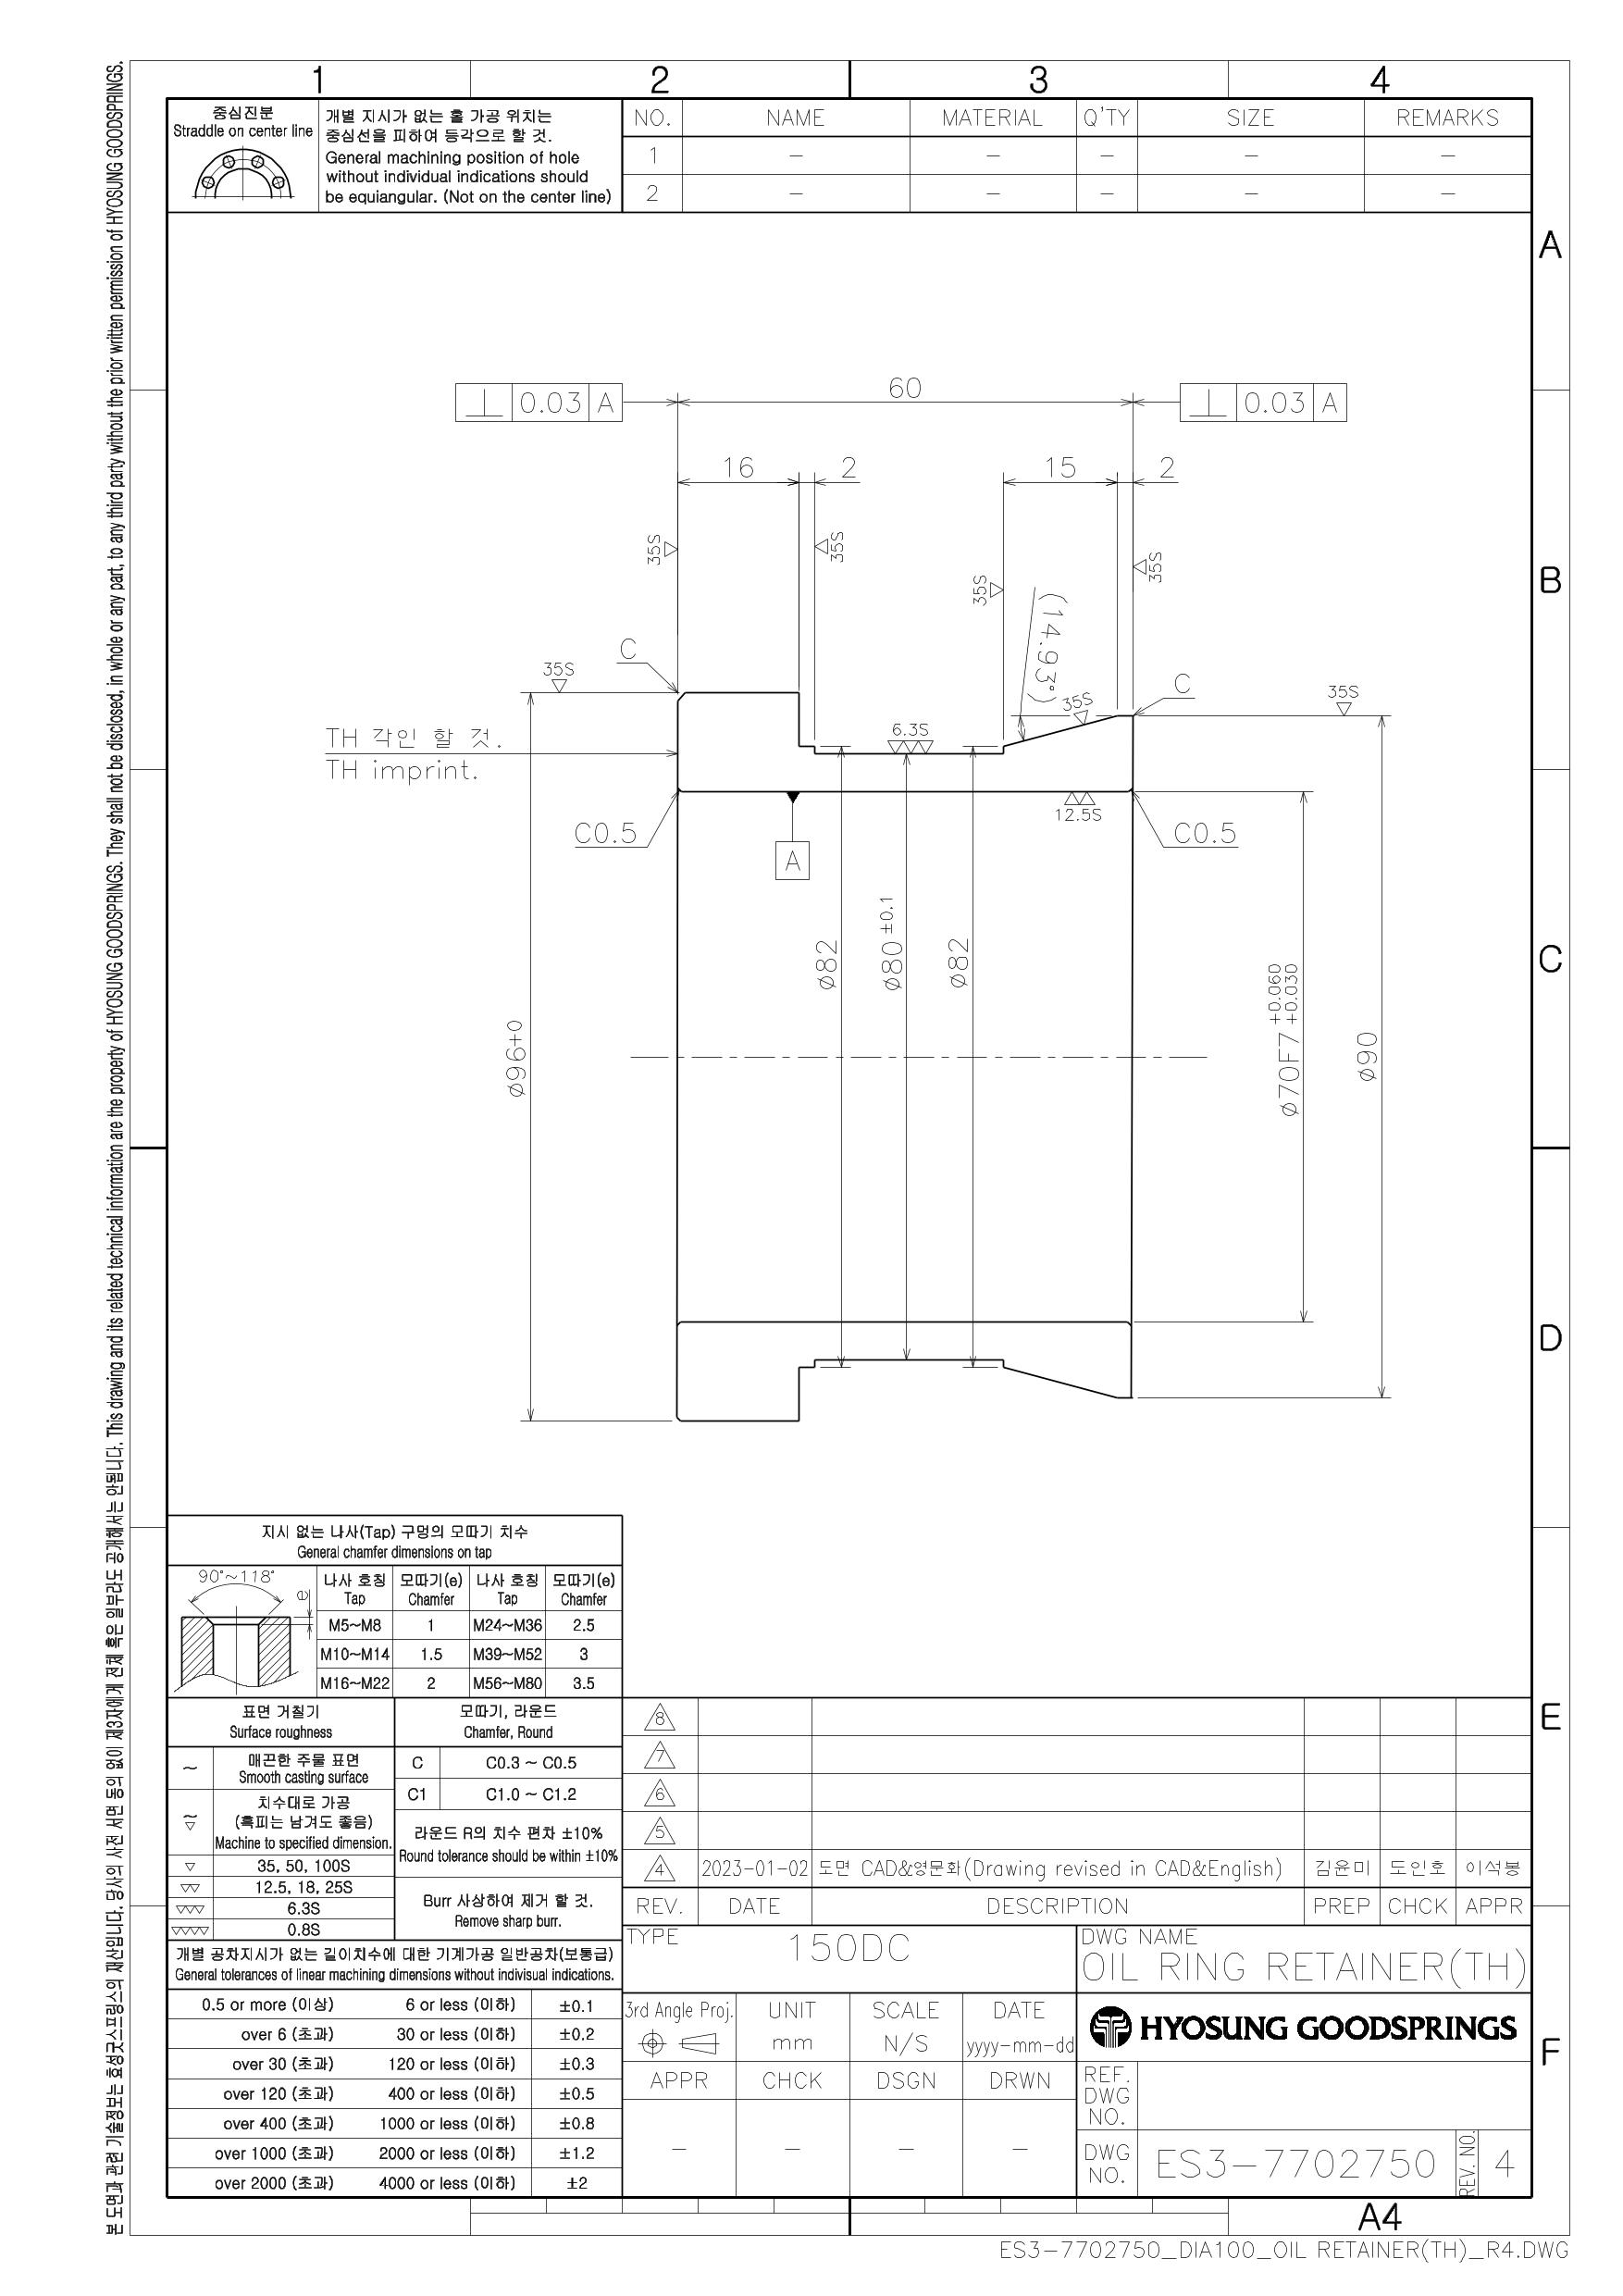 본 도면과 관련 기술정보는 효성굿스프링스의 재산입니다. 당사의 사전 서면 동의 없이 제3자에게 전체 혹은 일부라도 공개해서는 안됩니다. This drawing and its related technical information are the property of HYOSUNG GOODSPRINGS. They shall not be disclosed, in whole or any part, to any third party without the prior written permission of HYOSUNG GOODSPRINGS.
1 2 3 4
중심진분
Straddle on center line
개별 지시가 없는 홀 가공 위치는
중심선을 피하여 등각으로 할 것.
General machining position of hole
without individual indications should
be equiangular. (Not on the center line)
NO. NAME MATERIAL Q'TY SIZE REMARKS
1 – – – – –
2 – – – – –
A
B
C
D
E
F
60
⊥ 0.03 A
⊥ 0.03 A
16 2 15 2
35S
35S
35S
35S
(14.93°)
C
35S
C
35S
35S
6.3S
TH 각인 할 것.
TH imprint.
12.5S
C0.5
C0.5
A
ø82
ø80±0.1
ø82
ø96+0
ø70F7 +0.060 +0.030
ø90
지시 없는 나사(Tap) 구멍의 모따기 치수
General chamfer dimensions on tap
90°~118°
e
나사 호칭 모따기(e) 나사 호칭 모따기(e)
Tap Chamfer Tap Chamfer
M5~M8 1 M24~M36 2.5
M10~M14 1.5 M39~M52 3
M16~M22 2 M56~M80 3.5
표면 거칠기
Surface roughness
~ 매끈한 주물 표면
Smooth casting surface
치수대로 가공
(흑피는 남겨도 좋음)
Machine to specified dimension.
▽ 35, 50, 100S
▽▽ 12.5, 18, 25S
▽▽▽ 6.3S
▽▽▽▽ 0.8S
모따기, 라운드
Chamfer, Round
C C0.3 ~ C0.5
C1 C1.0 ~ C1.2
라운드 R의 치수 편차 ±10%
Round tolerance should be within ±10%
Burr 사상하여 제거 할 것.
Remove sharp burr.
개별 공차지시가 없는 길이치수에 대한 기계가공 일반공차(보통급)
General tolerances of linear machining dimensions without indivisual indications.
0.5 or more (이상) 6 or less (이하) ±0.1
over 6 (초과) 30 or less (이하) ±0.2
over 30 (초과) 120 or less (이하) ±0.3
over 120 (초과) 400 or less (이하) ±0.5
over 400 (초과) 1000 or less (이하) ±0.8
over 1000 (초과) 2000 or less (이하) ±1.2
over 2000 (초과) 4000 or less (이하) ±2
8
7
6
5
4 2023-01-02 도면 CAD&영문화(Drawing revised in CAD&English) 김윤미 도인호 이석봉
REV. DATE DESCRIPTION PREP CHCK APPR
TYPE
150DC
DWG NAME
OIL RING RETAINER(TH)
3rd Angle Proj. UNIT SCALE DATE
mm N/S yyyy-mm-dd
HYOSUNG GOODSPRINGS
APPR CHCK DSGN DRWN
– – – –
REF.
DWG
NO.
DWG
NO.
ES3-7702750
REV. NO.
4
A4
ES3-7702750_DIA100_OIL RETAINER(TH)_R4.DWG